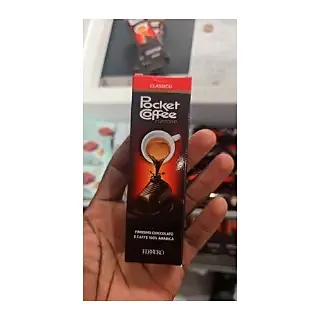 CLASSICO
Pocket
Coffee
Espresso
FINISSIMO CIOCCOLATO
E CAFFÈ 100% ARABICA
FERRERO